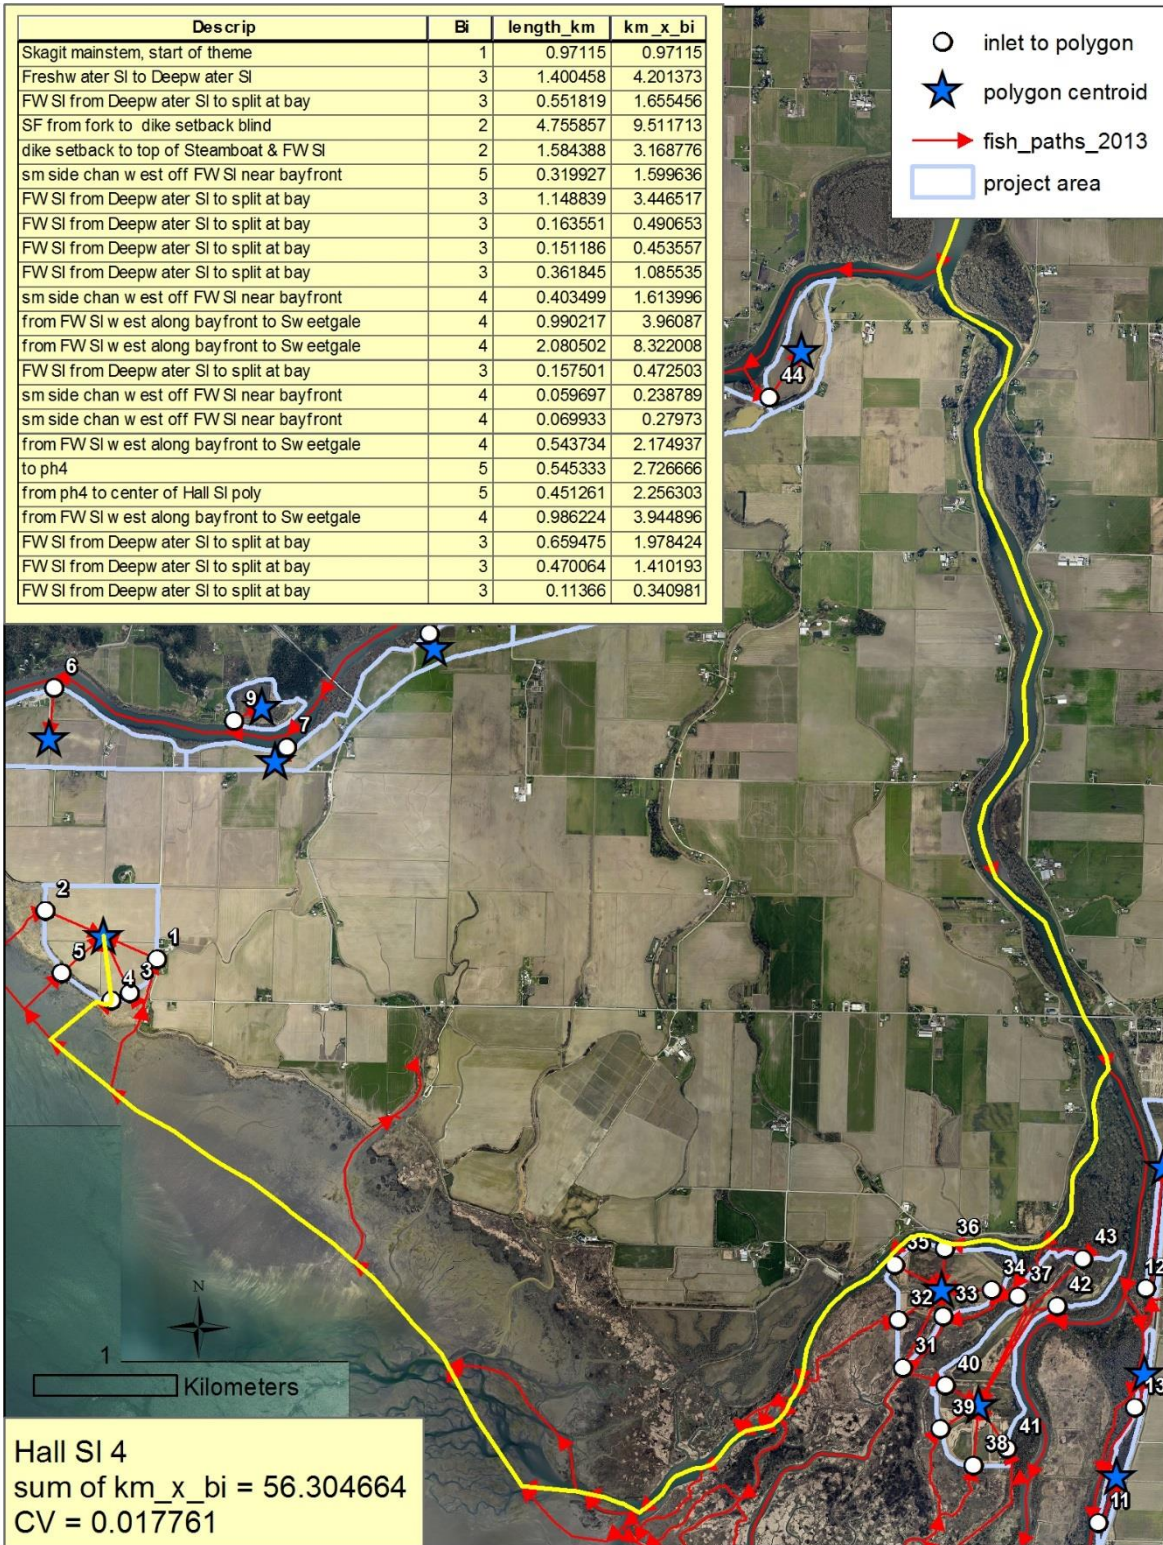 Descrip Bi length_km km_x_bi
Skagit mainstem, start of theme 1 0.97115 0.97115
Freshwater Sl to Deepwater Sl 3 1.400458 4.201373
FW Sl from Deepwater Sl to split at bay 3 0.551819 1.655456
SF from fork to dike setback blind 2 4.755857 9.511713
dike setback to top of Steamboat & FW Sl 2 1.584388 3.168776
sm side chan west off FW Sl near bayfront 5 0.319927 1.599636
FW Sl from Deepwater Sl to split at bay 3 1.148839 3.446517
FW Sl from Deepwater Sl to split at bay 3 0.163551 0.490653
FW Sl from Deepwater Sl to split at bay 3 0.151186 0.453557
FW Sl from Deepwater Sl to split at bay 3 0.361845 1.085535
sm side chan west off FW Sl near bayfront 4 0.403499 1.613996
from FW Sl west along bayfront to Sweetgale 4 0.990217 3.96087
from FW Sl west along bayfront to Sweetgale 4 2.080502 8.322008
FW Sl from Deepwater Sl to split at bay 3 0.157501 0.472503
sm side chan west off FW Sl near bayfront 4 0.059697 0.238789
sm side chan west off FW Sl near bayfront 4 0.069933 0.27973
from FW Sl west along bayfront to Sweetgale 4 0.543734 2.174937
to ph4 5 0.545333 2.726666
from ph4 to center of Hall Sl poly 5 0.451261 2.256303
from FW Sl west along bayfront to Sweetgale 4 0.986224 3.944896
FW Sl from Deepwater Sl to split at bay 3 0.659475 1.978424
FW Sl from Deepwater Sl to split at bay 3 0.470064 1.410193
FW Sl from Deepwater Sl to split at bay 3 0.11366 0.340981
inlet to polygon
polygon centroid
fish_paths_2013
project area
44
6
9
7
2
1
5
3
4
36
35
43
34
37
42
12
32
33
31
40
39
41
13
38
11
N
1
Kilometers
Hall Sl 4
sum of km_x_bi = 56.304664
CV = 0.017761